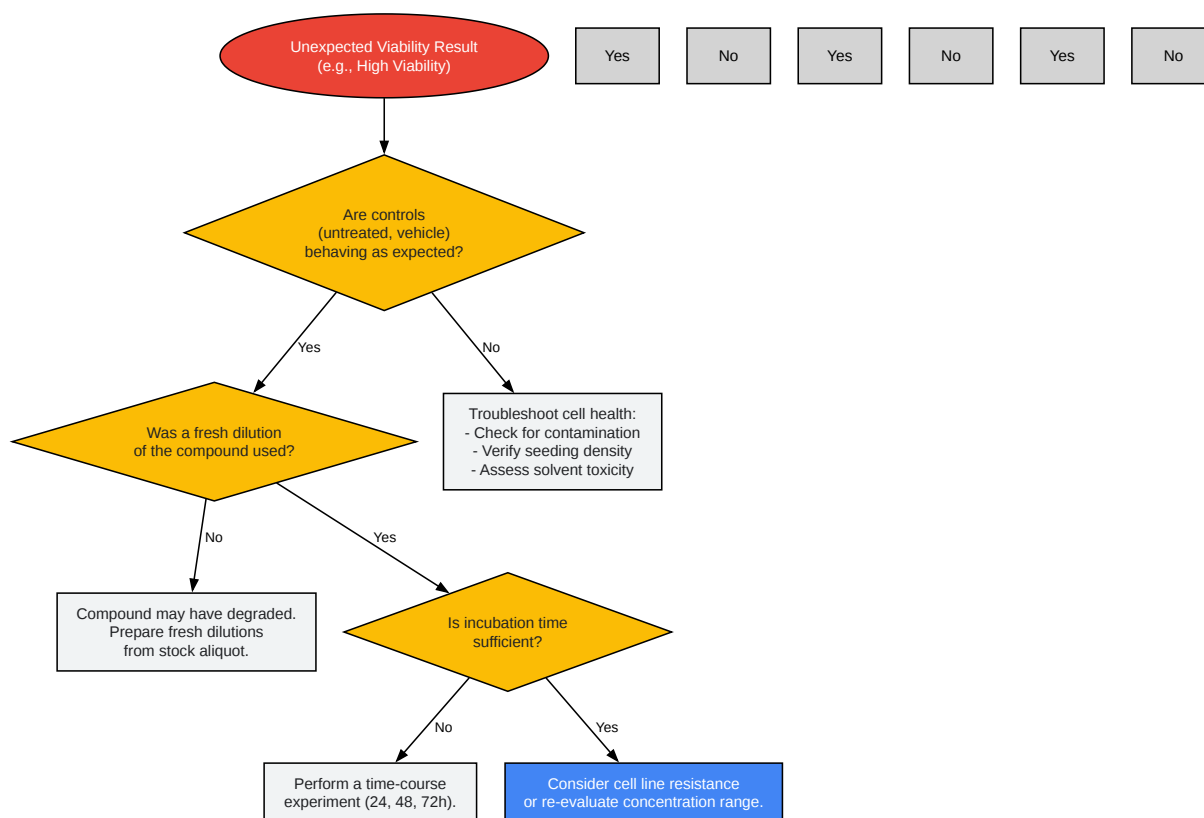 Unexpected Viability Result
(e.g., High Viability)
Yes
No
Yes
No
Yes
No
Are controls
(untreated, vehicle)
behaving as expected?
Yes
No
Was a fresh dilution
of the compound used?
Troubleshoot cell health:
- Check for contamination
- Verify seeding density
- Assess solvent toxicity
No
Yes
Compound may have degraded.
Prepare fresh dilutions
from stock aliquot.
Is incubation time
sufficient?
No
Yes
Perform a time-course
experiment (24, 48, 72h).
Consider cell line resistance
or re-evaluate concentration range.